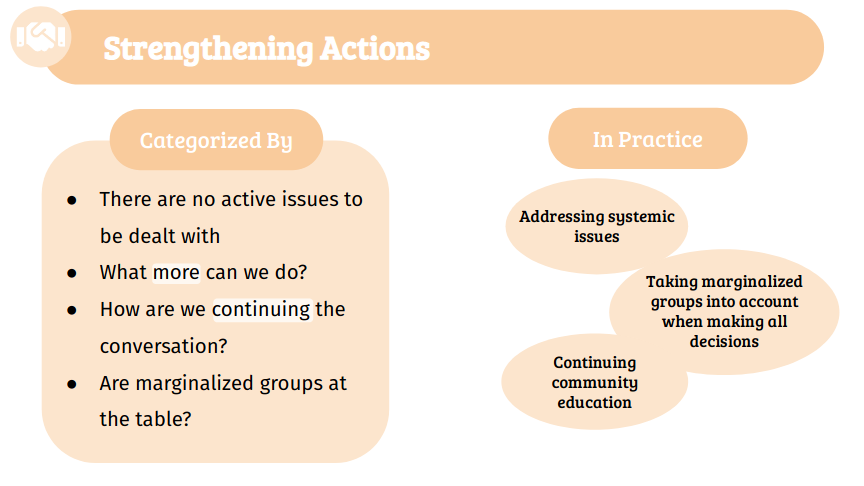 Strengthening Actions
Categorized By
● There are no active issues to
be dealt with
● What more can we do?
● How are we continuing the
conversation?
● Are marginalized groups at
the table?
In Practice
Addressing systemic
issues
Taking marginalized
groups into account
when making all
decisions
Continuing
community
education